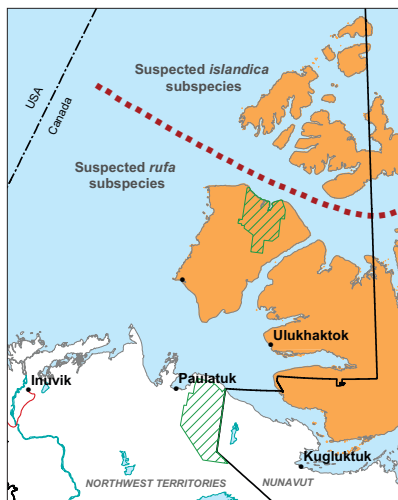 Suspected islandica
subspecies
USA
Canada
Suspected rufa
subspecies
Ulukhaktok
Inuvik
Paulatuk
Kugluktuk
NORTHWEST TERRITORIES
NUNAVUT